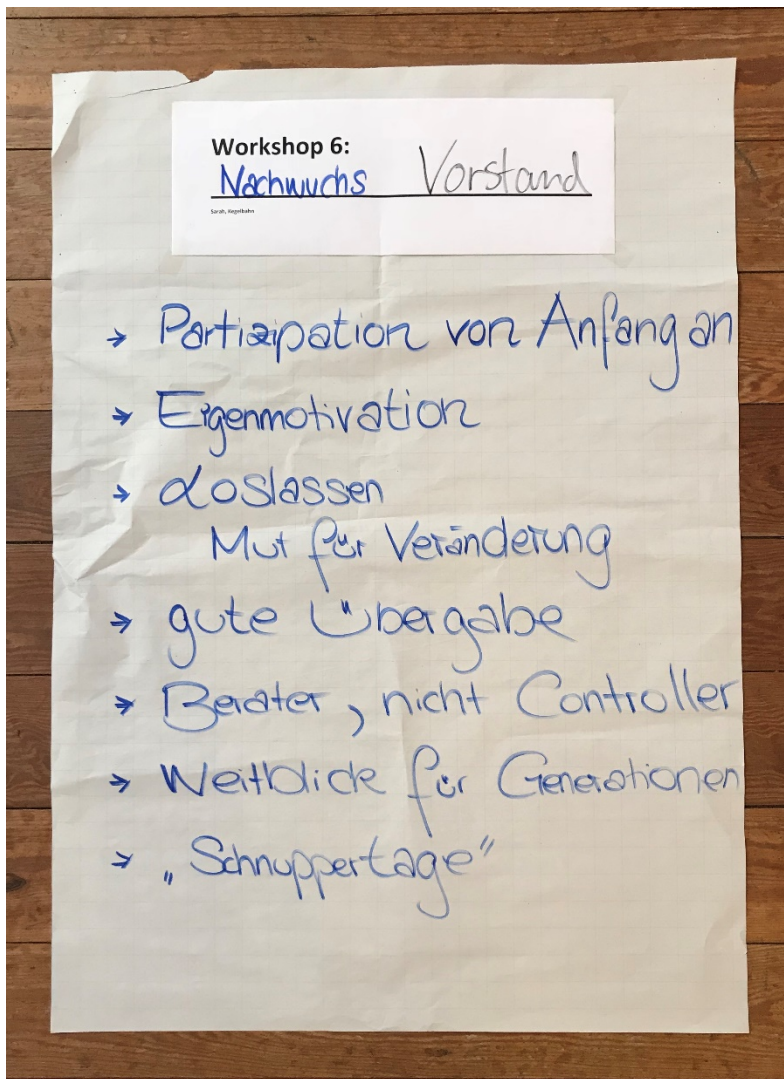 Workshop 6:
Nachwuchs Vorstand
Sarah, Kegelbahn
→ Partizipation von Anfang an
→ Eigenmotivation
→ Loslassen
Mut für Veränderung
→ gute Übergabe
→ Berater, nicht Controller
→ Weitblick für Generationen
→ „Schnuppertage"